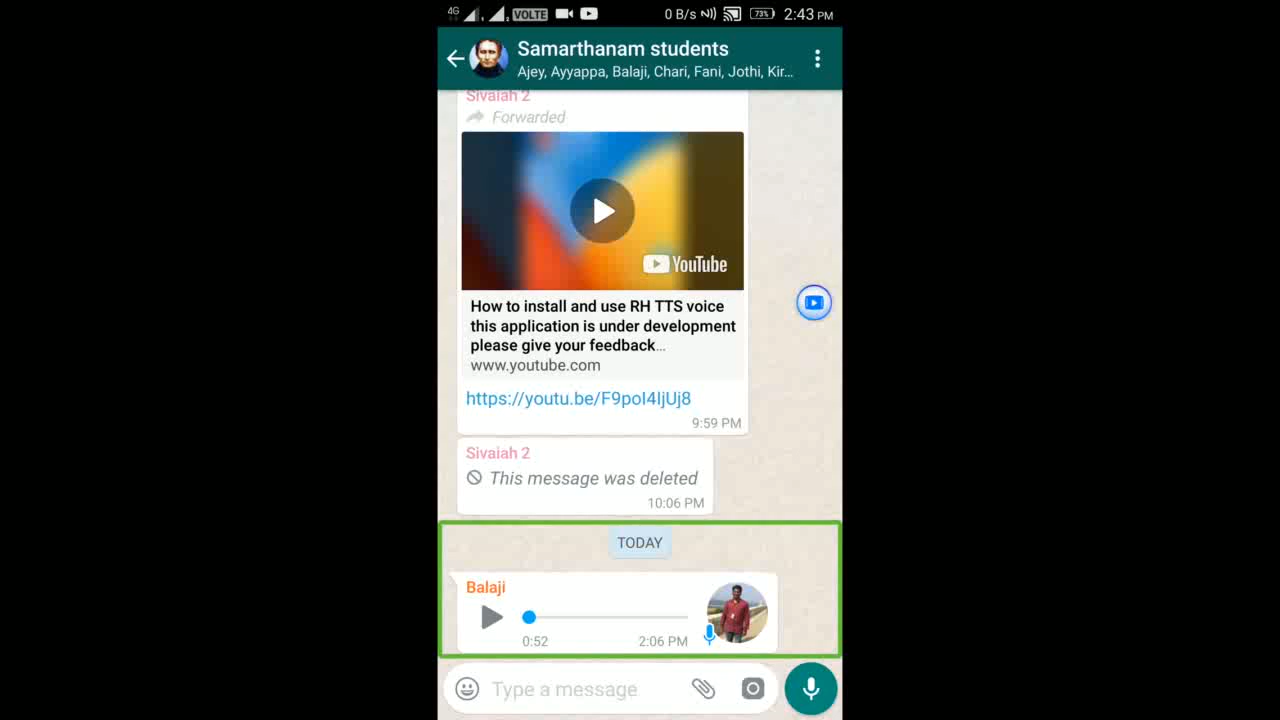 4G 1 2 VOLTE 0 B/s 73% 2:43 PM
Samarthanam students
Ajey, Ayyappa, Balaji, Chari, Fani, Jothi, Kir...
Sivaiah 2
Forwarded
YouTube
How to install and use RH TTS voice
this application is under development
please give your feedback...
www.youtube.com
https://youtu.be/F9poI4IjUj8
9:59 PM
Sivaiah 2
This message was deleted
10:06 PM
TODAY
Balaji
0:52 2:06 PM
Type a message